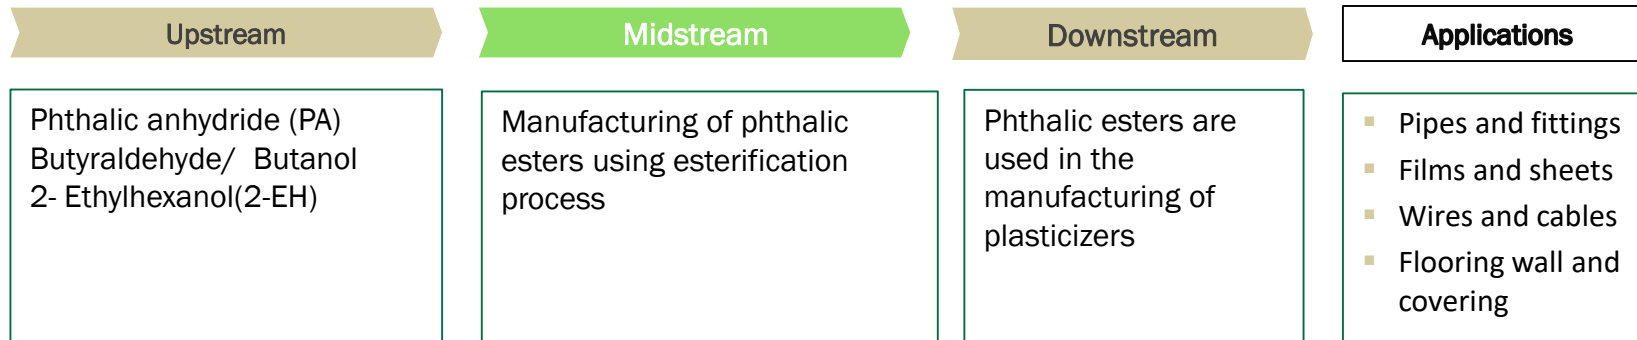 Upstream
Midstream
Downstream
Applications
Phthalic anhydride (PA)
Butyraldehyde/ Butanol
2- Ethylhexanol(2-EH)
Manufacturing of phthalic
esters using esterification
process
Phthalic esters are
used in the
manufacturing of
plasticizers
Pipes and fittings
Films and sheets
Wires and cables
Flooring wall and
covering